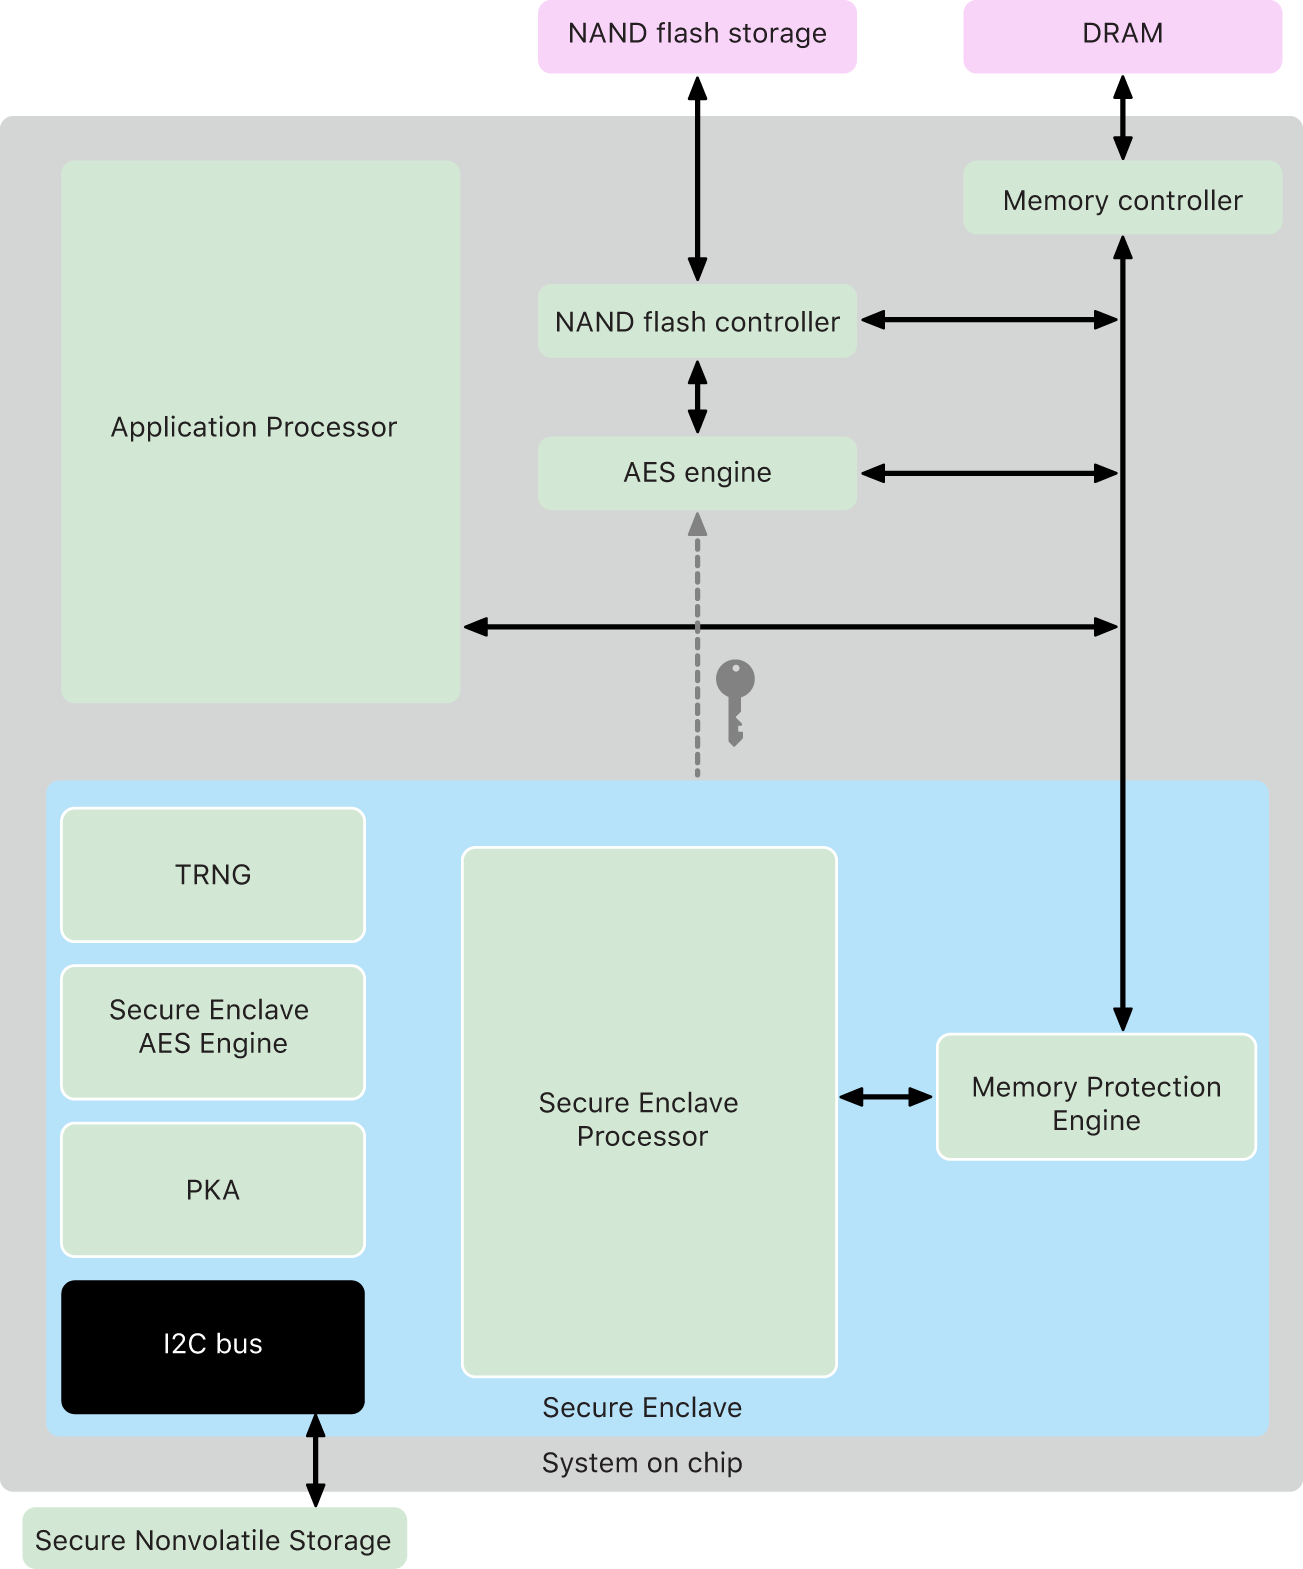 NAND flash storage
DRAM
Memory controller
NAND flash controller
Application Processor
AES engine
TRNG
Secure Enclave
AES Engine
PKA
I2C bus
Secure Enclave
Processor
Memory Protection
Engine
Secure Enclave
System on chip
Secure Nonvolatile Storage